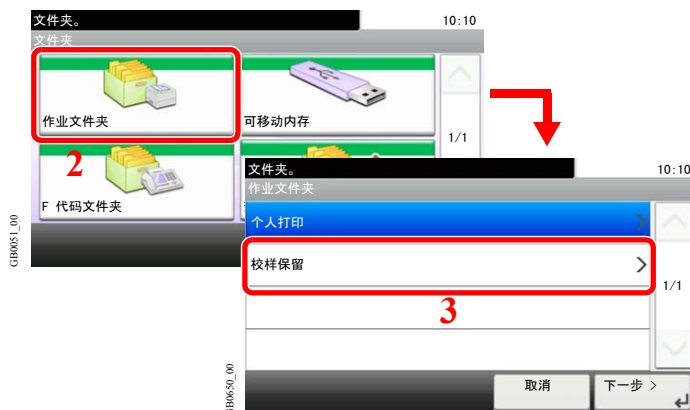 文件夹。
10:10
文件夹
作业文件夹
可移动内存
1/1
2
F 代码文件夹
GB0051_00
文件夹。
10:10
作业文件夹
个人打印
校样保留
1/1
3
取消
下一步 >
GB0650_00